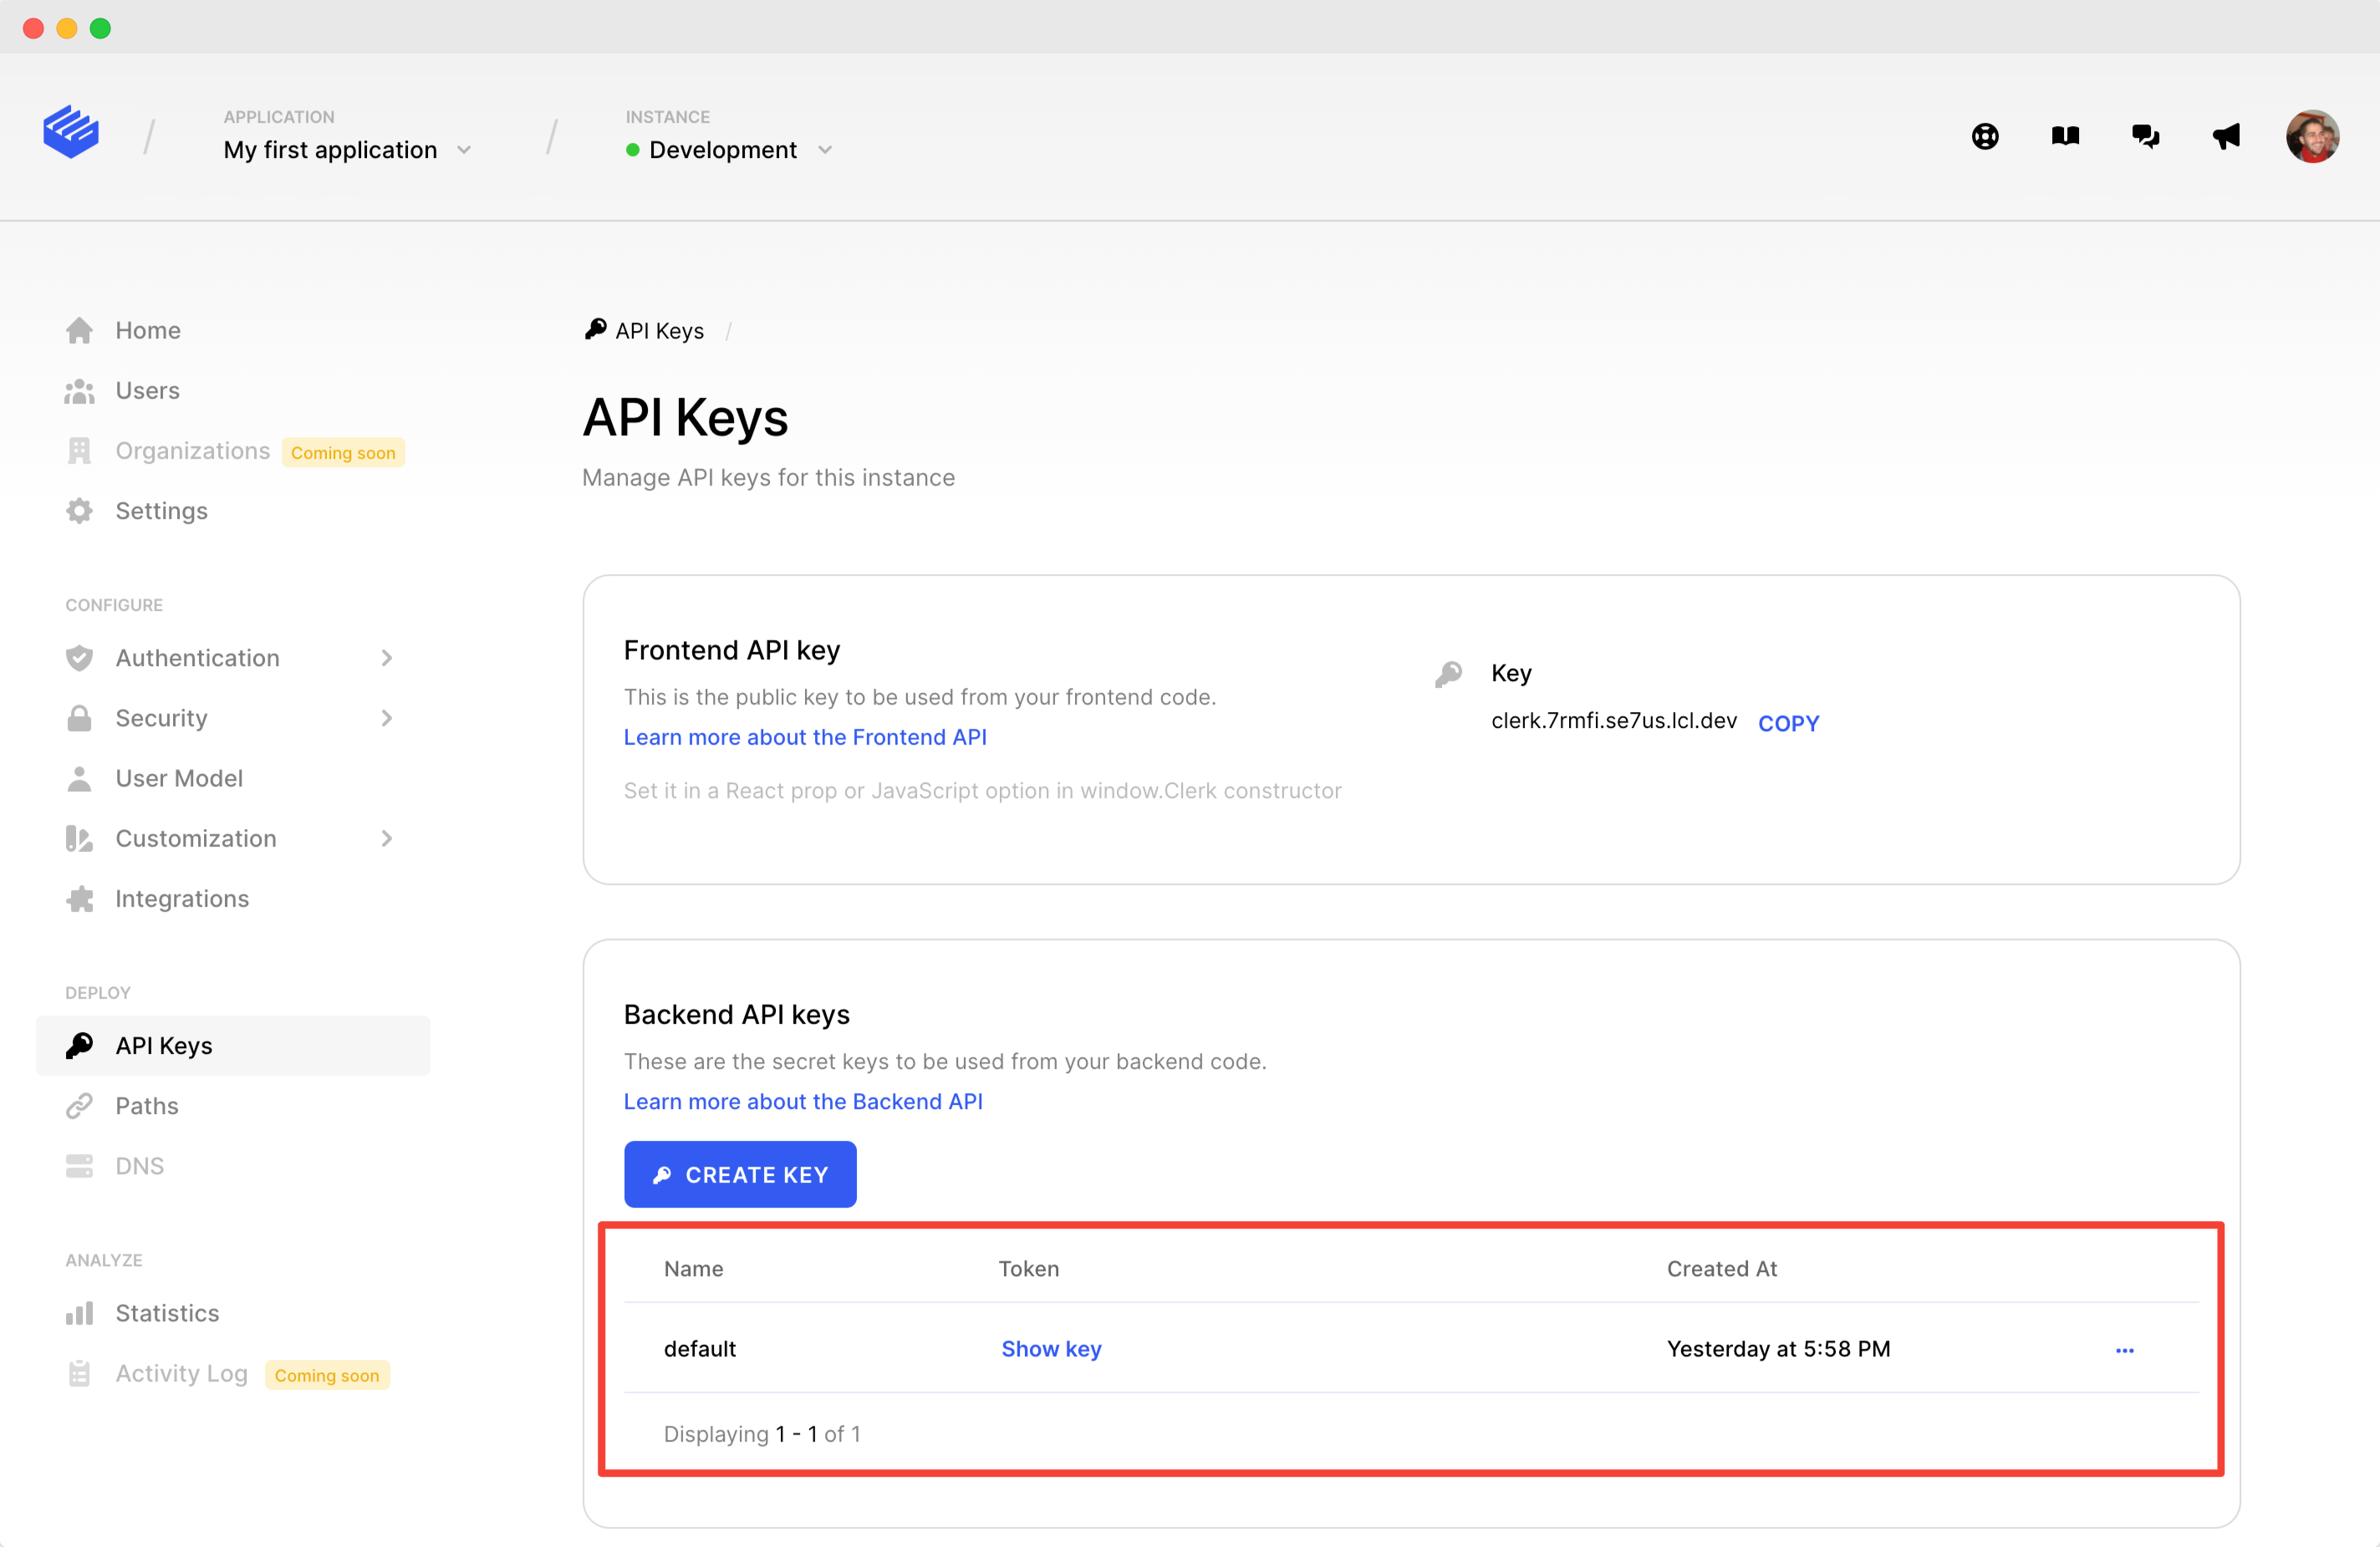 APPLICATION
My first application
INSTANCE
Development
Home
Users
Organizations Coming soon
Settings
CONFIGURE
Authentication
Security
User Model
Customization
Integrations
DEPLOY
API Keys
Paths
DNS
ANALYZE
Statistics
Activity Log Coming soon
API Keys /
API Keys
Manage API keys for this instance
Frontend API key
This is the public key to be used from your frontend code.
Learn more about the Frontend API
Set it in a React prop or JavaScript option in window.Clerk constructor
Key
clerk.7rmfi.se7us.lcl.dev COPY
Backend API keys
These are the secret keys to be used from your backend code.
Learn more about the Backend API
CREATE KEY
Name Token Created At
default Show key Yesterday at 5:58 PM
Displaying 1 - 1 of 1